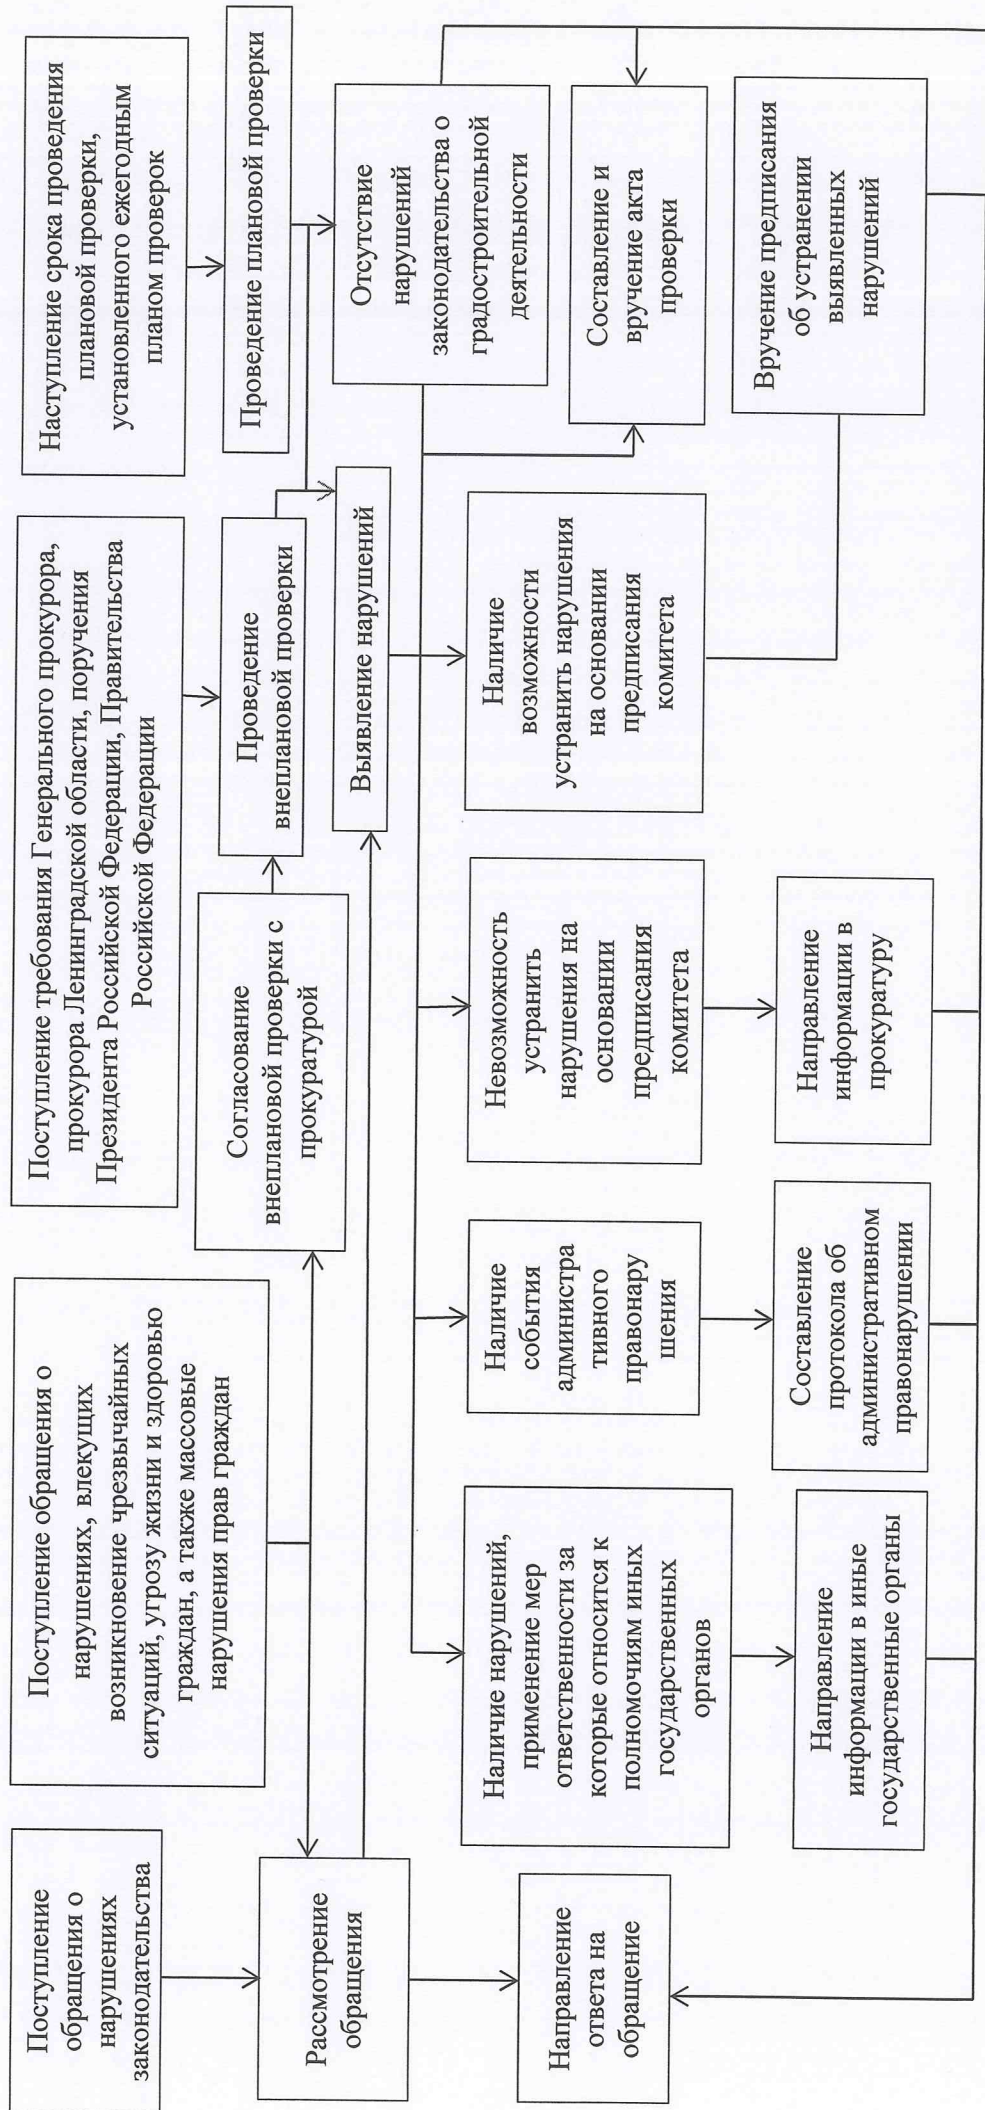 Поступление
обращения о
нарушениях
законодательства
Поступление обращения о
нарушениях, влекущих
возникновение чрезвычайных
ситуаций, угрозу жизни и здоровью
граждан, а также массовые
нарушения прав граждан
Поступление требования Генерального прокурора,
прокурора Ленинградской области, поручения
Президента Российской Федерации, Правительства
Российской Федерации
Наступление срока проведения
плановой проверки,
установленного ежегодным
планом проверок
Рассмотрение
обращения
Согласование
внеплановой проверки с
прокуратурой
Проведение
внеплановой проверки
Проведение плановой проверки
Выявление нарушений
Отсутствие
нарушений
законодательства о
градостроительной
деятельности
Направление
ответа на
обращение
Наличие нарушений,
применение мер
ответственности за
которые относится к
полномочиям иных
государственных
органов
Наличие
события
администра
тивного
правонару
шения
Невозможность
устранить
нарушения на
основании
предписания
комитета
Наличие
возможности
устранить нарушения
на основании
предписания
комитета
Составление и
вручение акта
проверки
Направление
информации в иные
государственные органы
Составление
протокола об
административном
правонарушении
Направление
информации в
прокуратуру
Вручение предписания
об устранении
выявленных
нарушений